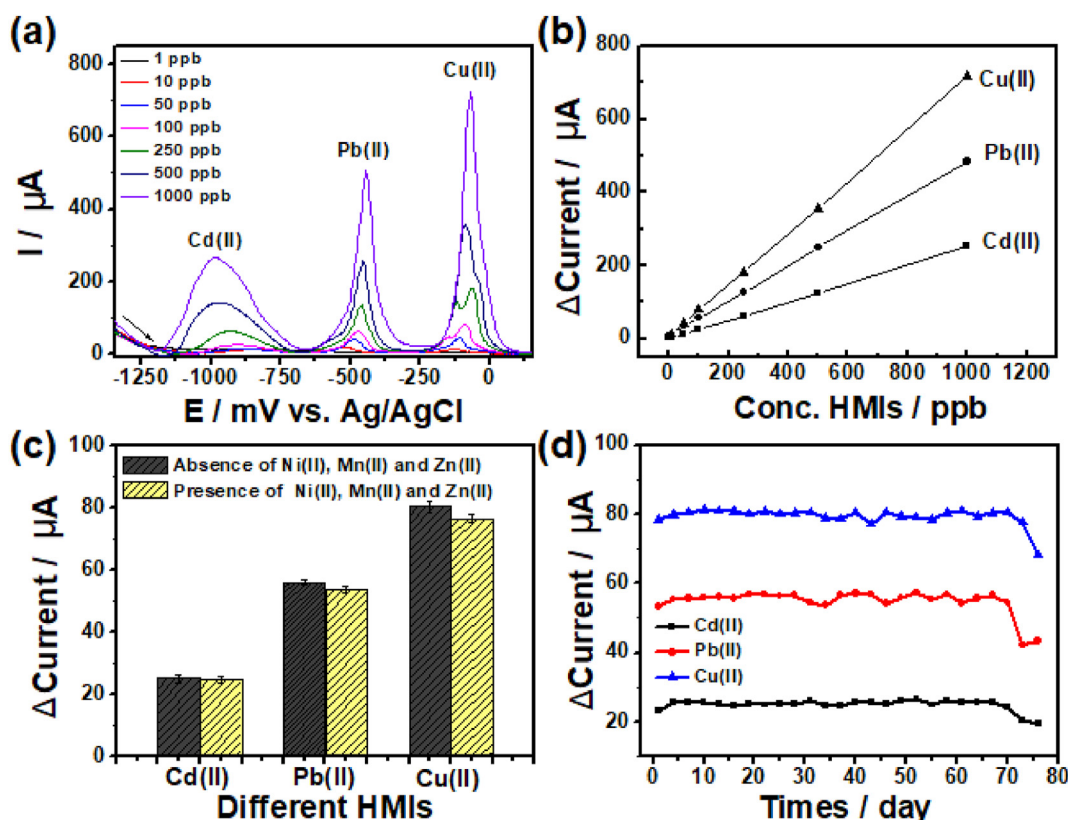 (a)
1 ppb
10 ppb
50 ppb
100 ppb
250 ppb
500 ppb
1000 ppb
Cd(II)
Pb(II)
Cu(II)
800
600
400
200
0
I / µA
-1250 -1000 -750 -500 -250 0
E / mV vs. Ag/AgCl
(b)
Cu(II)
Pb(II)
Cd(II)
800
600
400
200
0
ΔCurrent / µA
0 200 400 600 800 1000 1200
Conc. HMIs / ppb
(c)
Absence of Ni(II), Mn(II) and Zn(II)
Presence of Ni(II), Mn(II) and Zn(II)
100
80
60
40
20
0
ΔCurrent / µA
Cd(II) Pb(II) Cu(II)
Different HMIs
(d)
100
80
60
40
20
ΔCurrent / µA
Cd(II)
Pb(II)
Cu(II)
0 10 20 30 40 50 60 70 80
Times / day